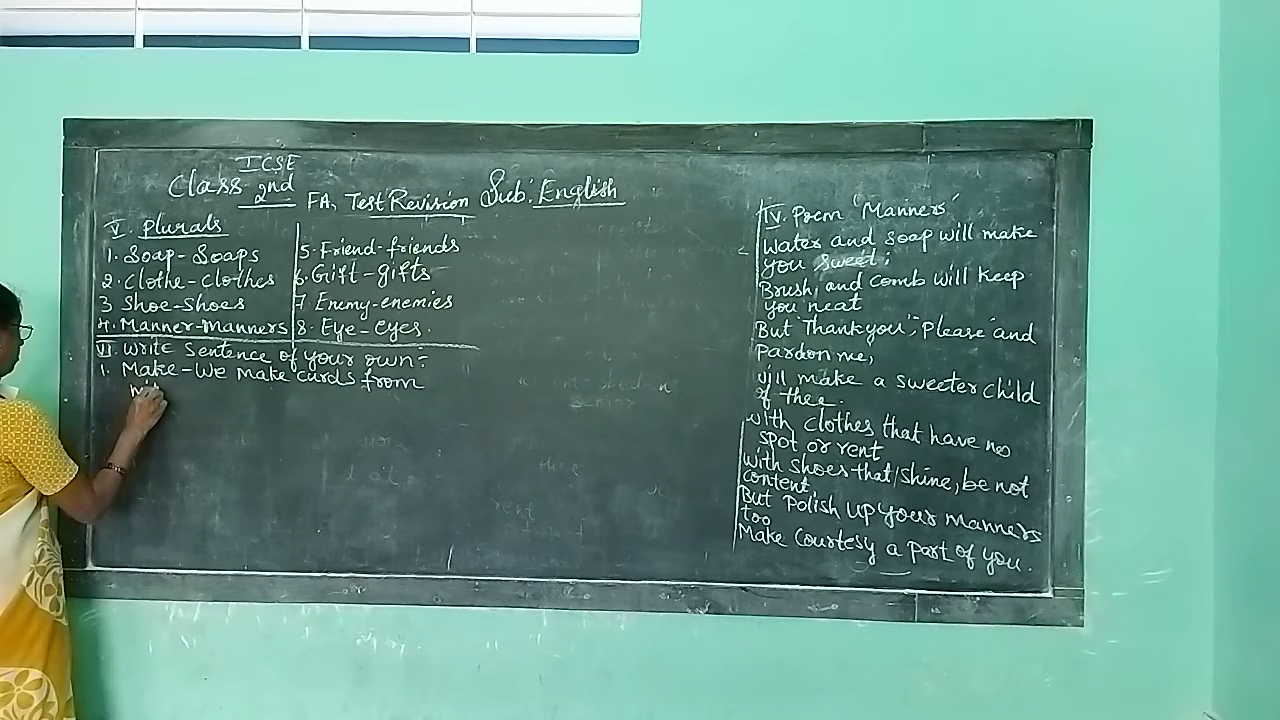 ICSE
Class 2nd FA, Test Revision Sub: English
V. plurals
1. Soap - Soaps
2. Clothe - Clothes
3 Shoe - Shoes
4. Manner - manners
5. Friend - friends
6. Gift - gifts
7 Enemy - enemies
8. Eye - eyes.
VI. Write sentence of your own:-
1. Make - We make curds from
IV. Poem 'Manners'
Water and soap will make
you sweet;
Brush, and comb will keep
you neat
But 'Thank you', 'Please' and
pardon me,
will make a sweeter child
of thee.
with clothes that have no
spot or rent
with shoes that shine, be not
content,
But polish up your manners
too
Make courtesy a part of you.